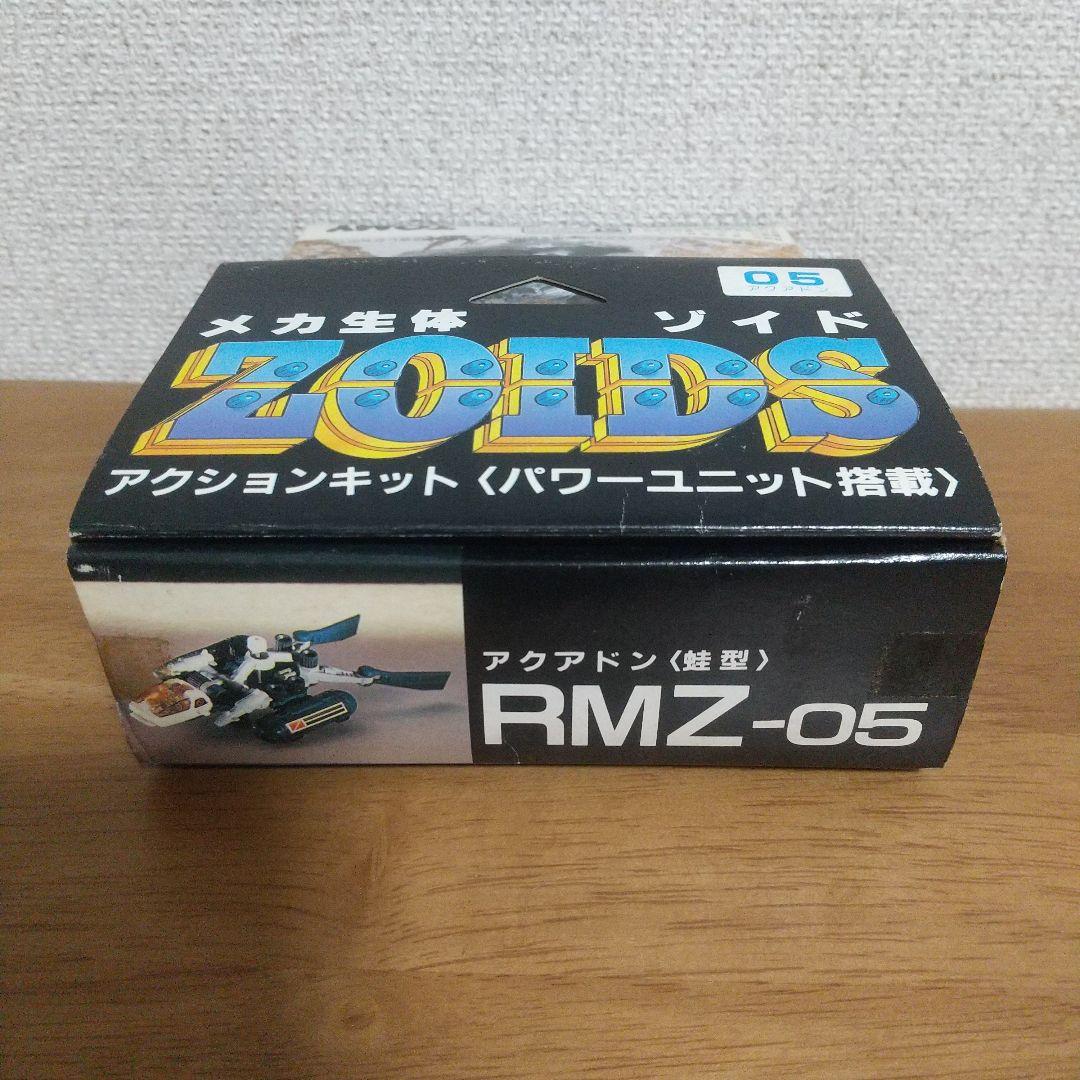 05
アクアドン
メカ生体 ゾイド
ZOIDS
アクションキット〈パワーユニット搭載〉
アクアドン〈蛙型〉
RMZ-05